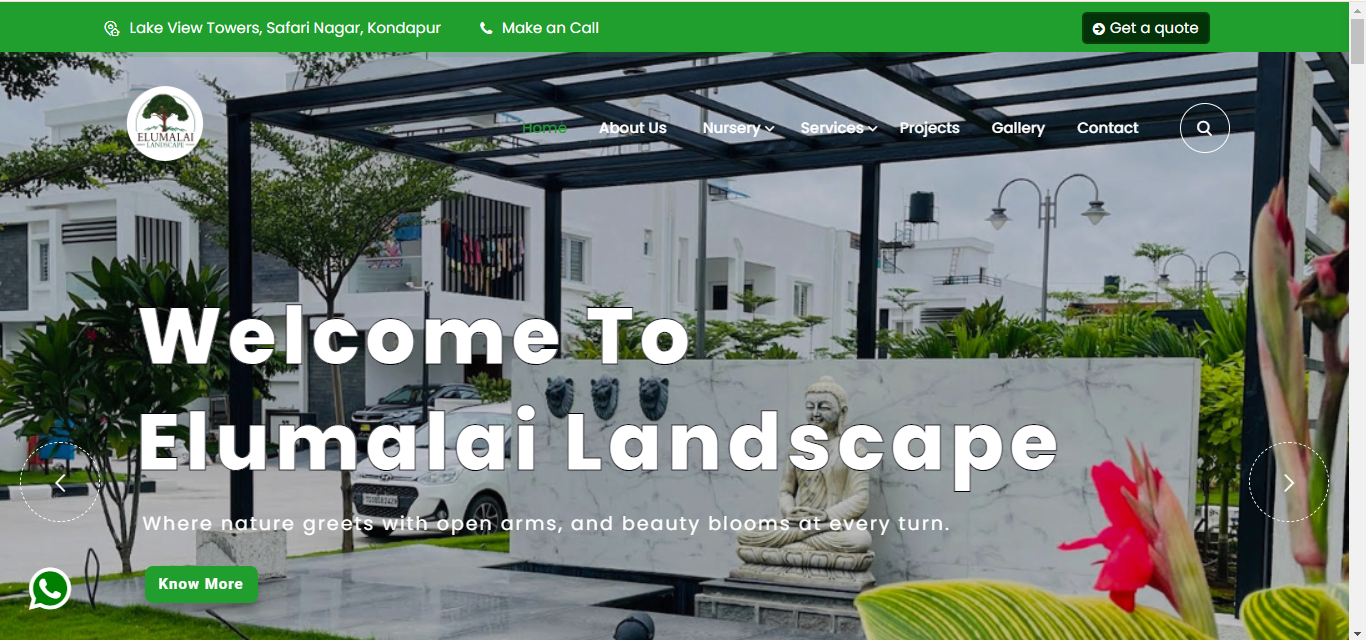 Lake View Towers, Safari Nagar, Kondapur
Make an Call
Get a quote
ELUMALAI
LANDSCAPE
Home
About Us
Nursery
Services
Projects
Gallery
Contact
Welcome To
Elumalai Landscape
Where nature greets with open arms, and beauty blooms at every turn.
Know More